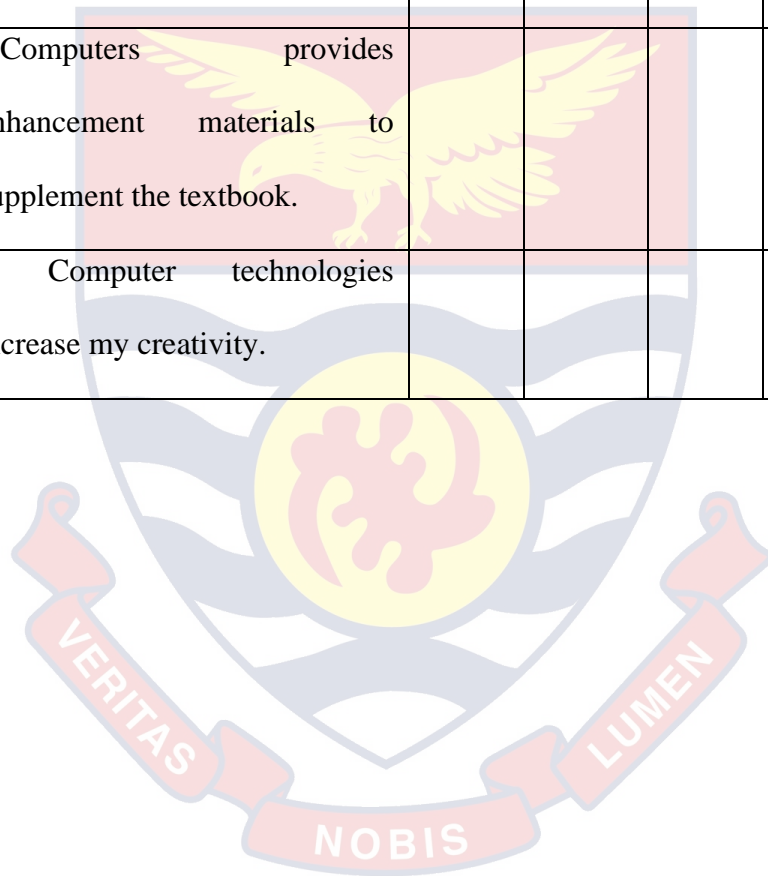 Computers provides
nhancement materials to
upplement the textbook.
Computer technologies
crease my creativity.
VERITAS
NOBIS
LUMEN